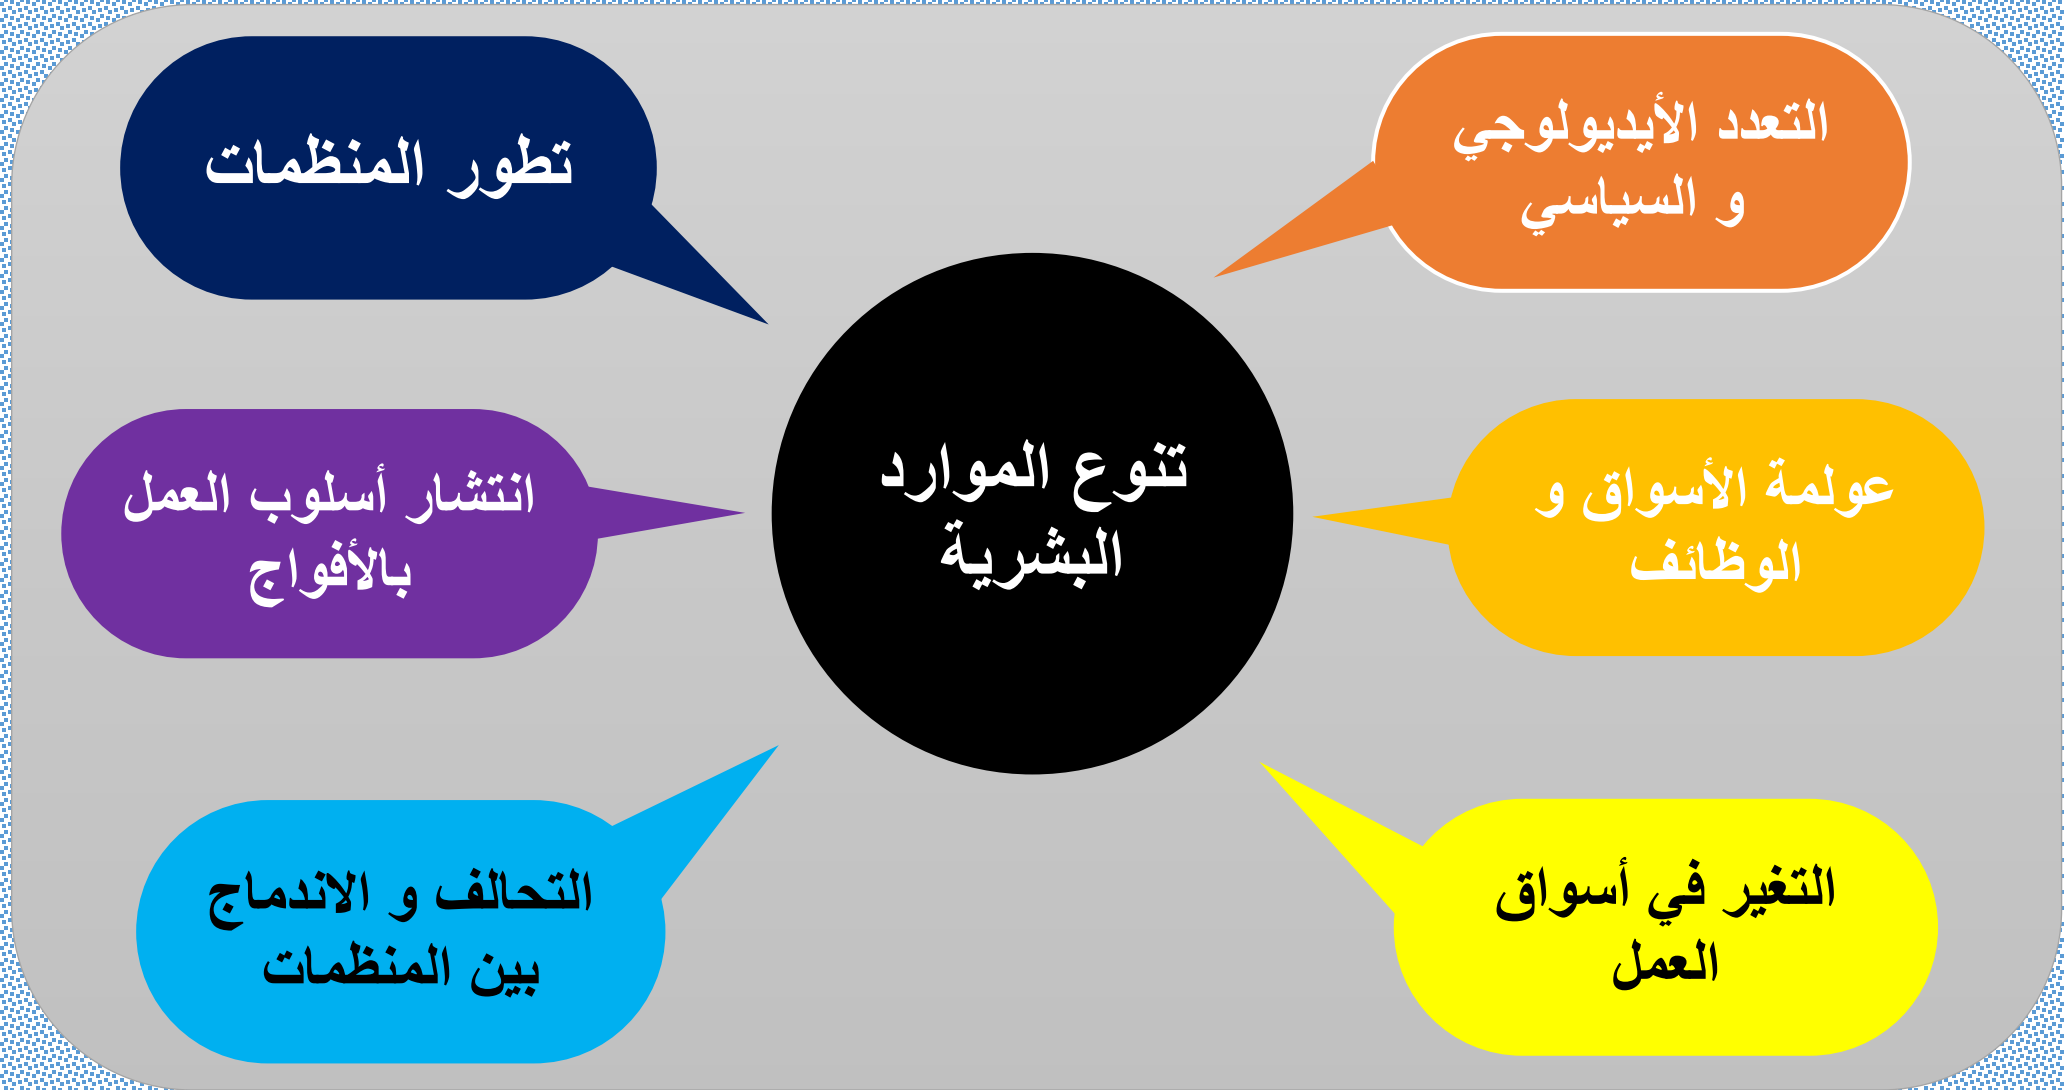 التعدد الأيديولوجي
و السياسي
تطور المنظمات
تنوع الموارد
البشرية
عولمة الأسواق و
الوظائف
انتشار أسلوب العمل
بالأفواج
التغير في أسواق
العمل
التحالف و الاندماج
بين المنظمات